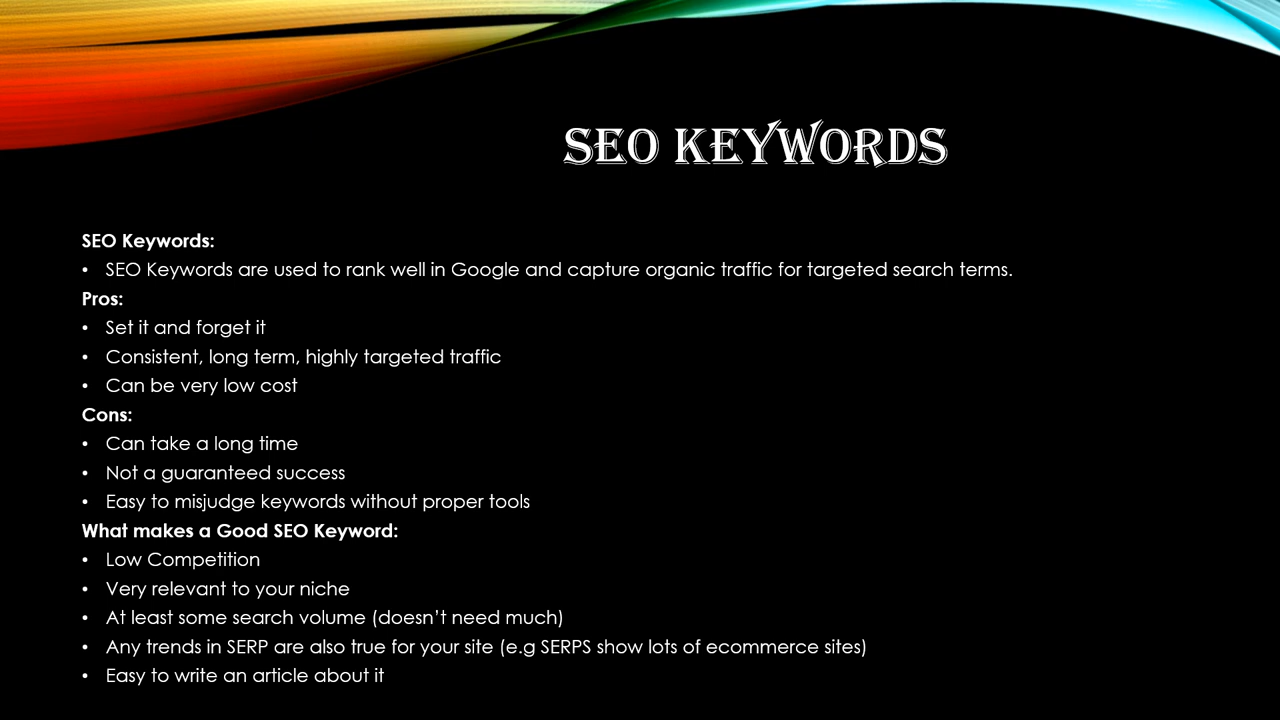 SEO KEYWORDS
SEO Keywords:
• SEO Keywords are used to rank well in Google and capture organic traffic for targeted search terms.
Pros:
• Set it and forget it
• Consistent, long term, highly targeted traffic
• Can be very low cost
Cons:
• Can take a long time
• Not a guaranteed success
• Easy to misjudge keywords without proper tools
What makes a Good SEO Keyword:
• Low Competition
• Very relevant to your niche
• At least some search volume (doesn’t need much)
• Any trends in SERP are also true for your site (e.g SERPS show lots of ecommerce sites)
• Easy to write an article about it